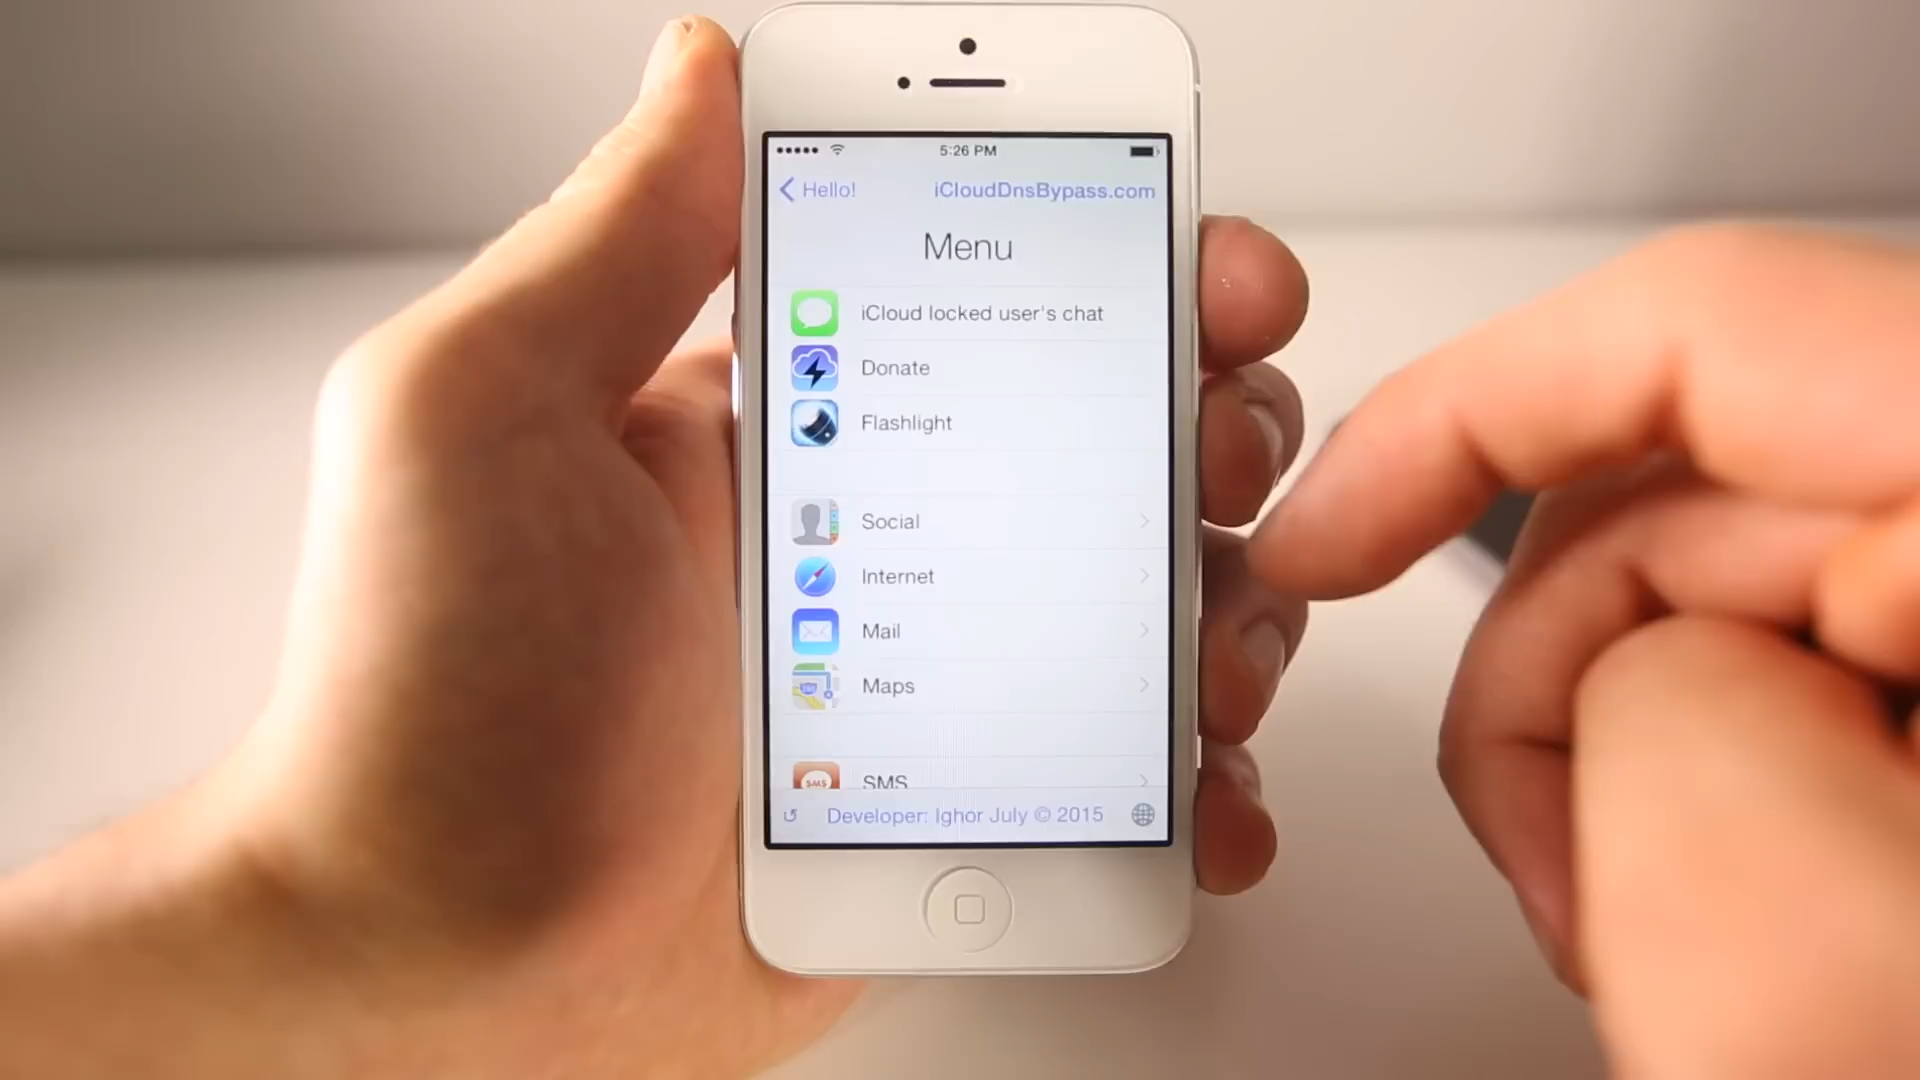 5:26 PM
Hello! iCloudDnsBypass.com
Menu
iCloud locked user's chat
Donate
Flashlight
Social
Internet
Mail
Maps
SMS SMS
Developer: Ighor July © 2015